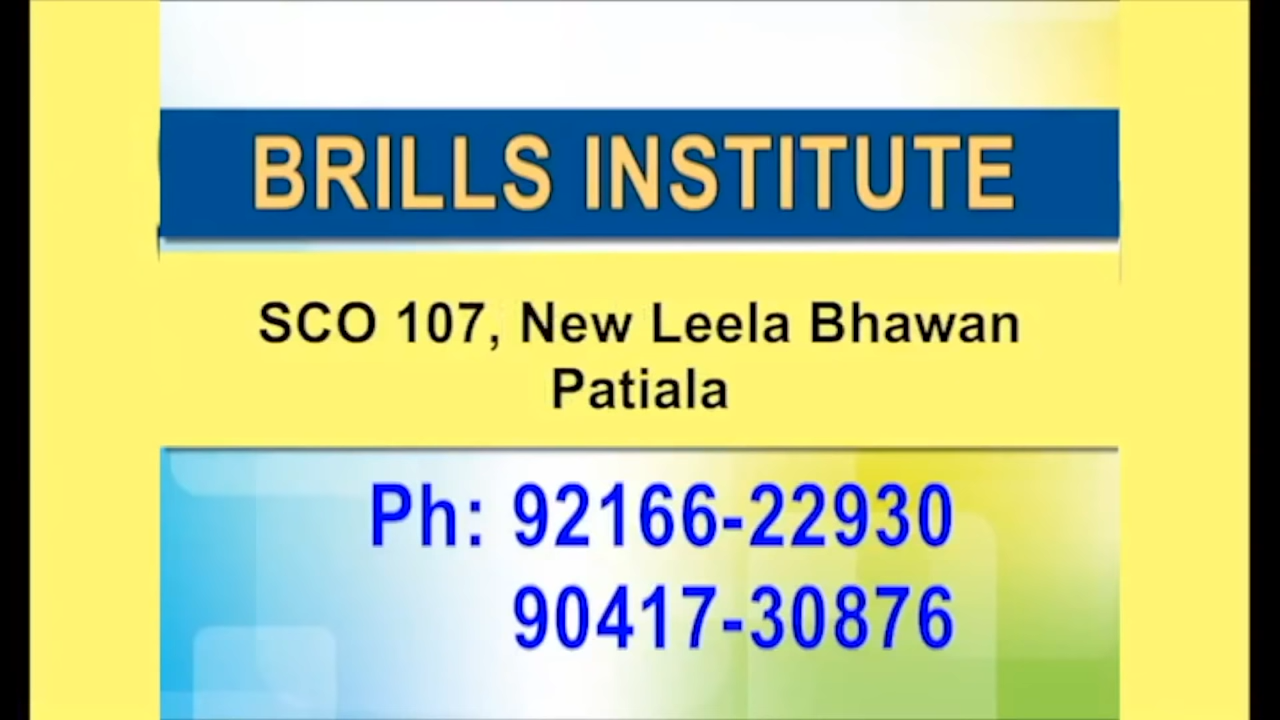 BRILLS INSTITUTE
SCO 107, New Leela Bhawan
Patiala
Ph: 92166-22930
90417-30876